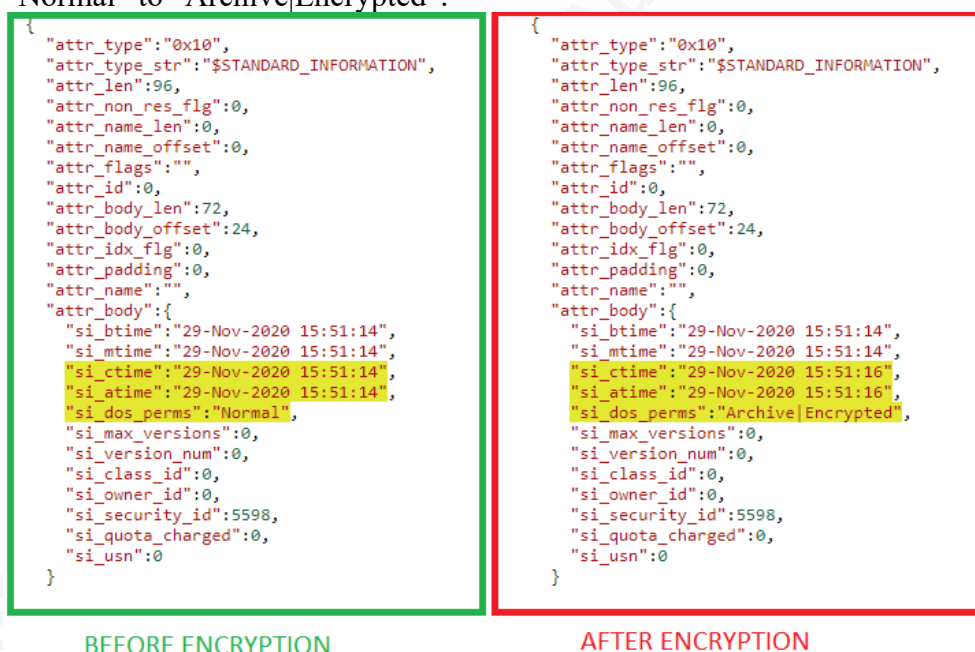 "Normal" to "Archive|Encrypted".
{
"attr_type":"0x10",
"attr_type_str":"$STANDARD_INFORMATION",
"attr_len":96,
"attr_non_res_flg":0,
"attr_name_len":0,
"attr_name_offset":0,
"attr_flags":"",
"attr_id":0,
"attr_body_len":72,
"attr_body_offset":24,
"attr_idx_flg":0,
"attr_padding":0,
"attr_name":"",
"attr_body":{
"si_btime":"29-Nov-2020 15:51:14",
"si_mtime":"29-Nov-2020 15:51:14",
"si_ctime":"29-Nov-2020 15:51:14",
"si_atime":"29-Nov-2020 15:51:14",
"si_dos_perms":"Normal",
"si_max_versions":0,
"si_version_num":0,
"si_class_id":0,
"si_owner_id":0,
"si_security_id":5598,
"si_quota_charged":0,
"si_usn":0
}
BEFORE ENCRYPTION
{
"attr_type":"0x10",
"attr_type_str":"$STANDARD_INFORMATION",
"attr_len":96,
"attr_non_res_flg":0,
"attr_name_len":0,
"attr_name_offset":0,
"attr_flags":"",
"attr_id":0,
"attr_body_len":72,
"attr_body_offset":24,
"attr_idx_flg":0,
"attr_padding":0,
"attr_name":"",
"attr_body":{
"si_btime":"29-Nov-2020 15:51:14",
"si_mtime":"29-Nov-2020 15:51:14",
"si_ctime":"29-Nov-2020 15:51:16",
"si_atime":"29-Nov-2020 15:51:16",
"si_dos_perms":"Archive|Encrypted",
"si_max_versions":0,
"si_version_num":0,
"si_class_id":0,
"si_owner_id":0,
"si_security_id":5598,
"si_quota_charged":0,
"si_usn":0
}
AFTER ENCRYPTION